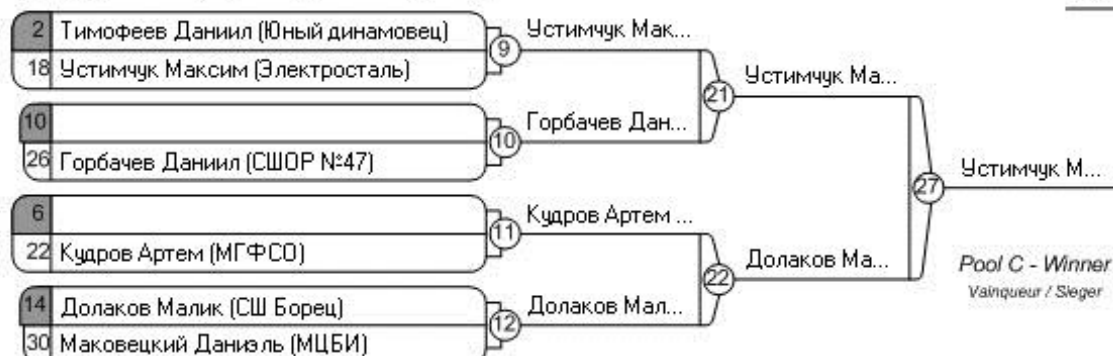 2 Тимофеев Даниил (Юный динамовец)
18 Устимчук Максим (Электросталь)
9
Устимчук Мак...
10
26 Горбачев Даниил (СШОР №47)
10
Горбачев Дан...
21
Устимчук Ма...
6
22 Кудров Артем (МГФСО)
11
Кудров Артем ...
14 Долаков Малик (СШ Борец)
30 Маковецкий Даниэль (МЦБИ)
12
Долаков Мал...
22
Долаков Ма...
27
Устимчук М...
Pool C - Winner
Vainqueur / Sieger